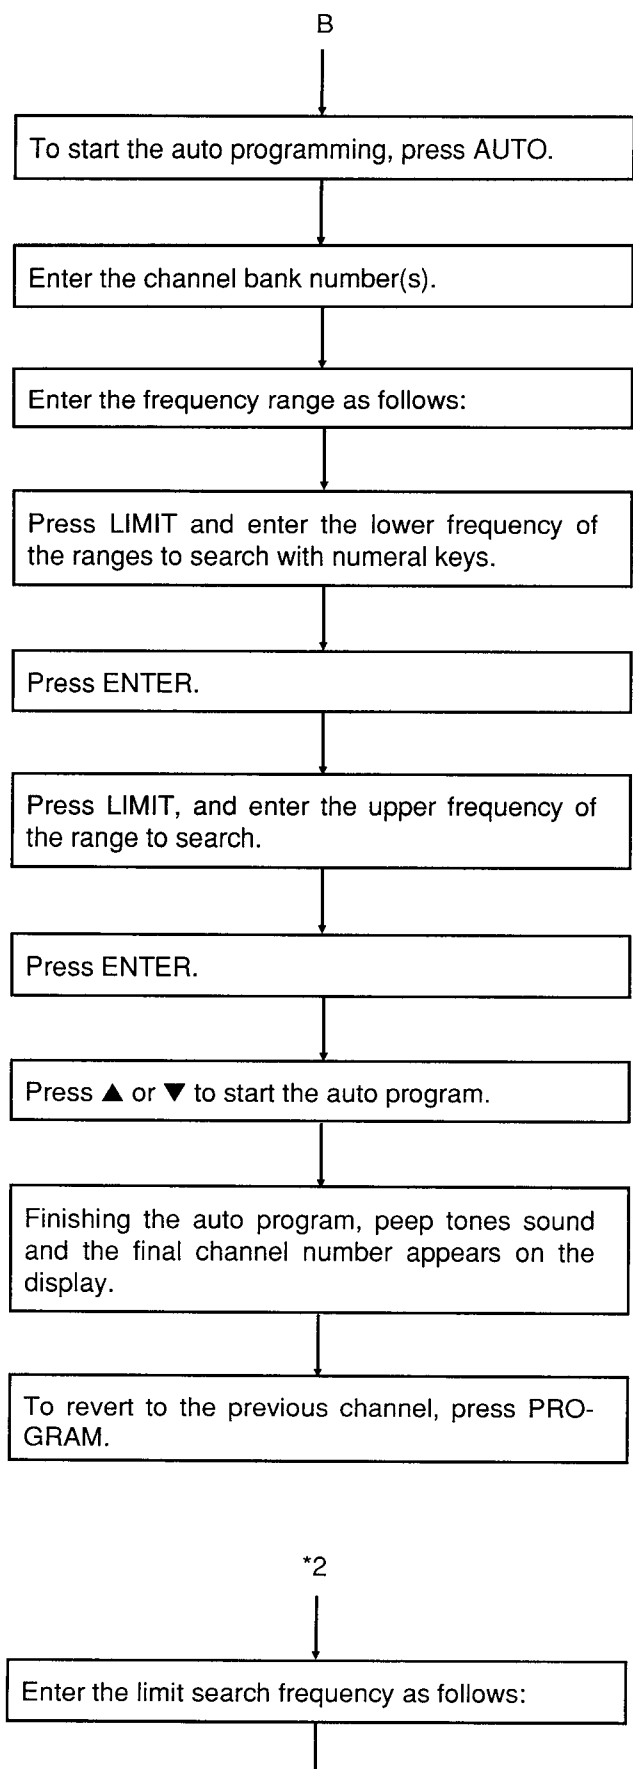 B
To start the auto programming, press AUTO.
Enter the channel bank number(s).
Enter the frequency range as follows:
Press LIMIT and enter the lower frequency of
the ranges to search with numeral keys.
Press ENTER.
Press LIMIT, and enter the upper frequency of
the range to search.
Press ENTER.
Press ▲ or ▼ to start the auto program.
Finishing the auto program, peep tones sound
and the final channel number appears on the
display.
To revert to the previous channel, press PRO-
GRAM.
*2
Enter the limit search frequency as follows: